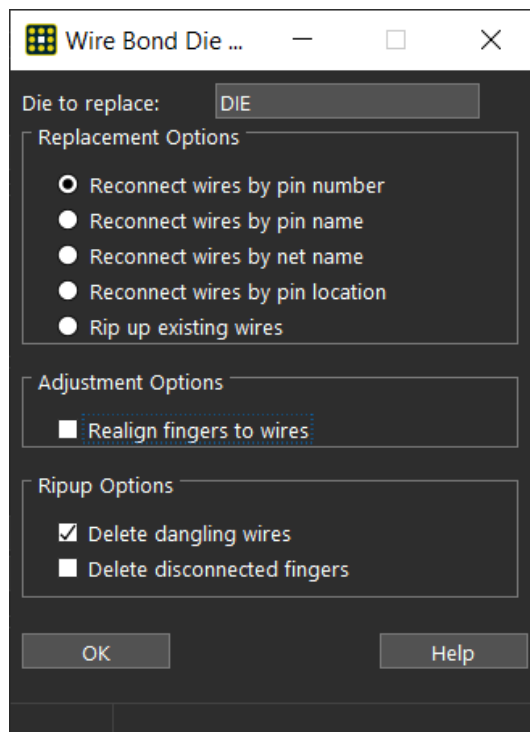 Wire Bond Die ...
Die to replace: DIE
Replacement Options
Reconnect wires by pin number
Reconnect wires by pin name
Reconnect wires by net name
Reconnect wires by pin location
Rip up existing wires
Adjustment Options
Realign fingers to wires
Ripup Options
Delete dangling wires
Delete disconnected fingers
OK Help